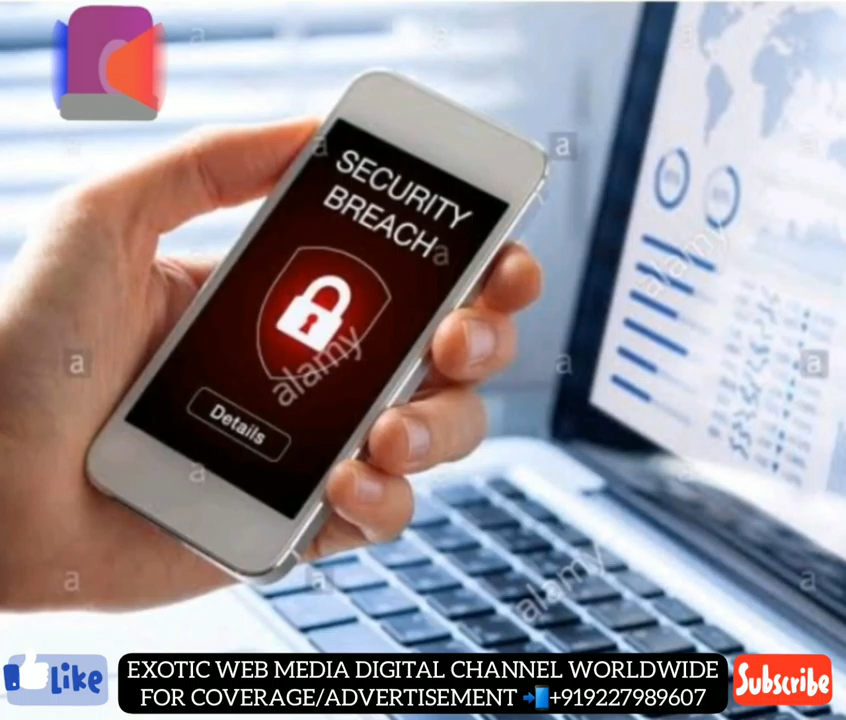 SECURITY
BREACH
Details
alamy
alamy
alamy
a
a
a
a
a
a
a
a
a
a
a
a
Like
EXOTIC WEB MEDIA DIGITAL CHANNEL WORLDWIDE
FOR COVERAGE/ADVERTISEMENT 📲+919227989607
Subscribe